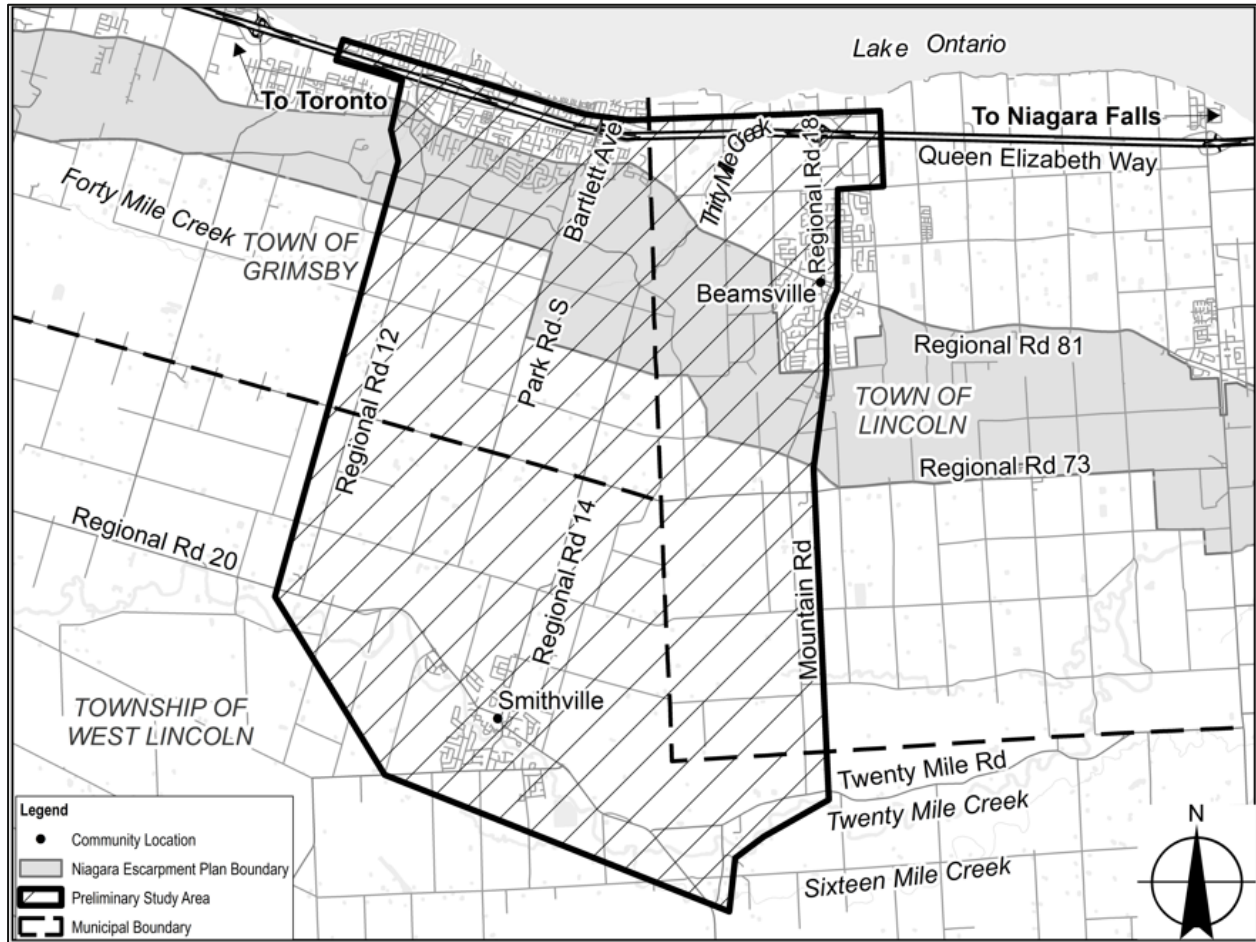 Lake Ontario
To Toronto
To Niagara Falls
Queen Elizabeth Way
Bartlett Ave
Thirty Mile Creek
Regional Rd 18
Forty Mile Creek
TOWN OF
GRIMSBY
Beamsville
Regional Rd 81
Regional Rd 12
Park Rd S
TOWN OF
LINCOLN
Regional Rd 73
Regional Rd 20
Regional Rd 14
Mountain Rd
Smithville
TOWNSHIP OF
WEST LINCOLN
Twenty Mile Rd
Twenty Mile Creek
Sixteen Mile Creek
Legend
Community Location
Niagara Escarpment Plan Boundary
Preliminary Study Area
Municipal Boundary
N